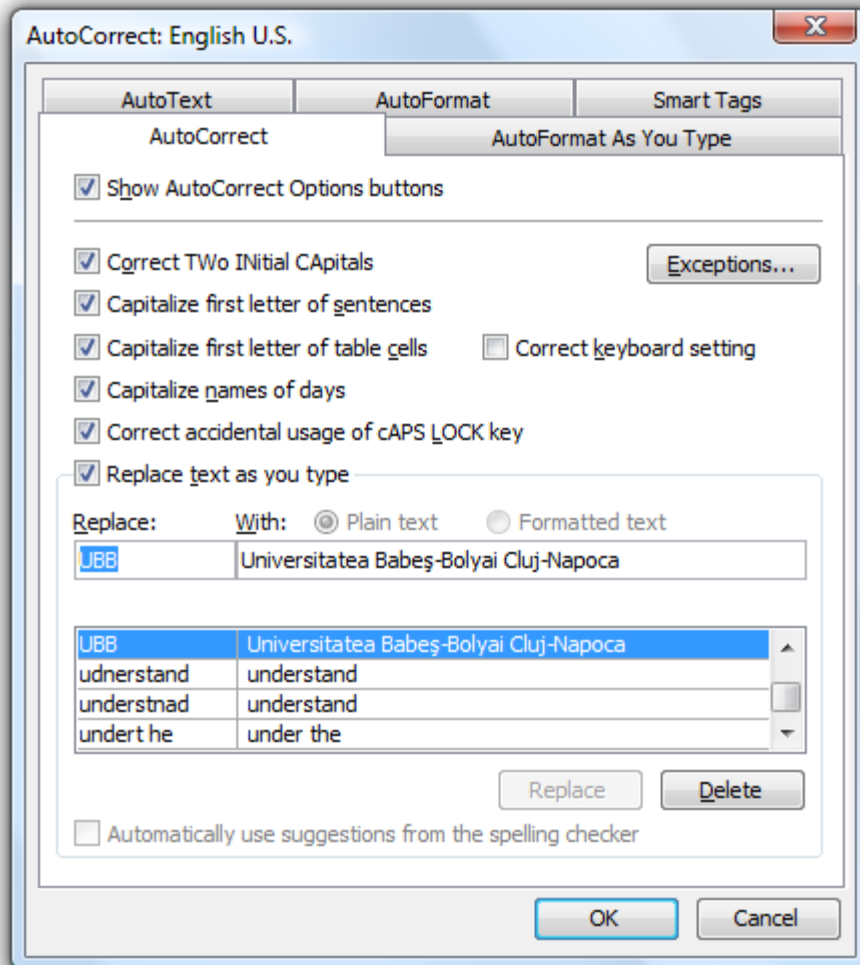 AutoCorrect: English U.S.
AutoText AutoFormat Smart Tags
AutoCorrect AutoFormat As You Type
Show AutoCorrect Options buttons
Correct TWo INitial CApitals Exceptions...
Capitalize first letter of sentences
Capitalize first letter of table cells Correct keyboard setting
Capitalize names of days
Correct accidental usage of cAPS LOCK key
Replace text as you type
Replace: With: Plain text Formatted text
UBB Universitatea Babeş-Bolyai Cluj-Napoca
UBB Universitatea Babeş-Bolyai Cluj-Napoca
udnerstand understand
understnad understand
undert he under the
Replace Delete
Automatically use suggestions from the spelling checker
OK Cancel